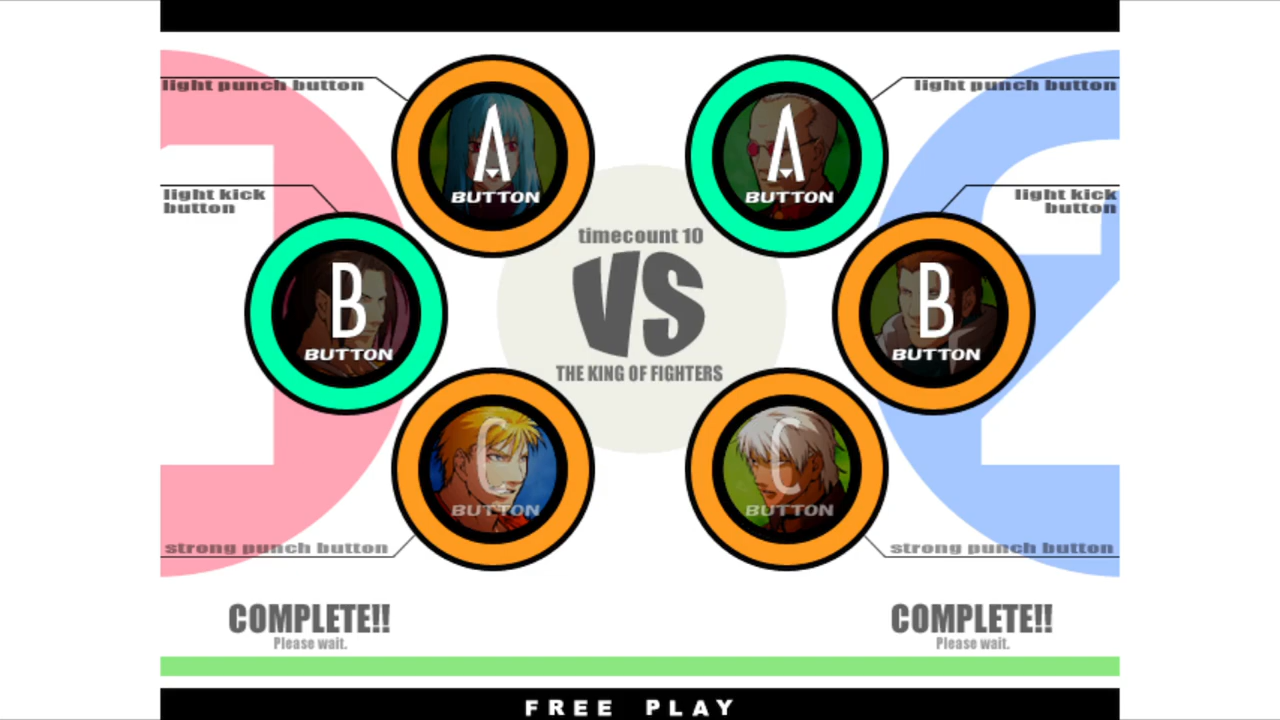 light punch button
light punch button
A
BUTTON
A
BUTTON
light kick
button
light kick
button
timecount 10
VS
THE KING OF FIGHTERS
B
BUTTON
B
BUTTON
C
BUTTON
C
BUTTON
strong punch button
strong punch button
COMPLETE!!
Please wait.
COMPLETE!!
Please wait.
FREE PLAY
1
2